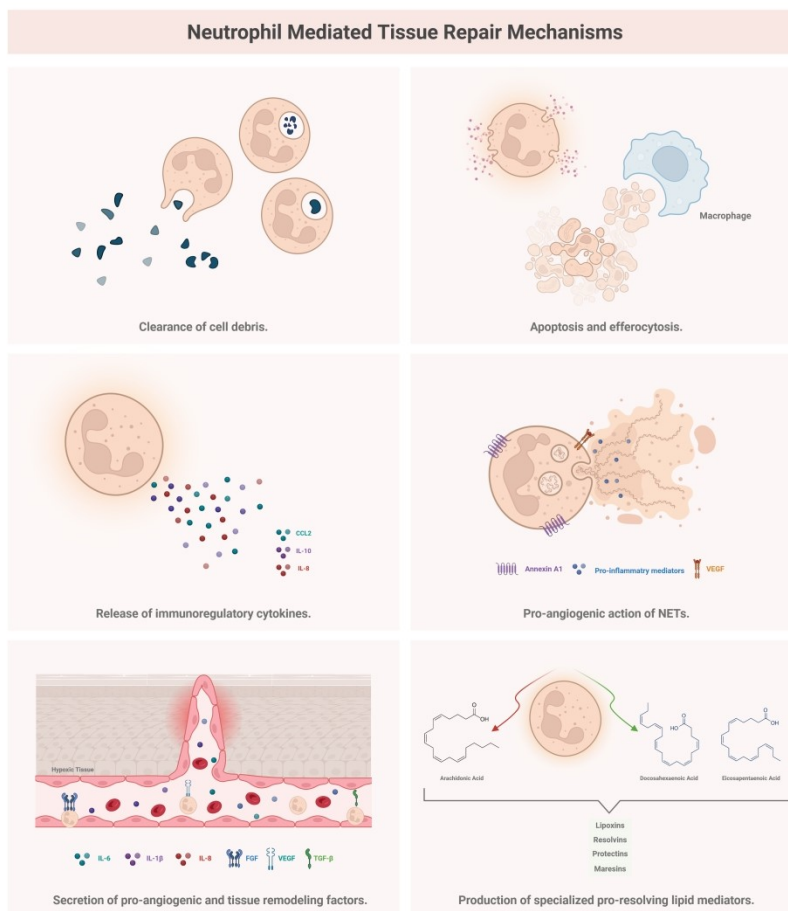 Neutrophil Mediated Tissue Repair Mechanisms
Macrophage
Clearance of cell debris.
Apoptosis and efferocytosis.
CCL2
IL-10
IL-8
Release of immunoregulatory cytokines.
Annexin A1
Pro-inflammatry mediators
VEGF
Pro-angiogenic action of NETs.
Hypoxic Tissue
IL-6
IL-1β
IL-8
FGF
VEGF
TGF-β
Secretion of pro-angiogenic and tissue remodeling factors.
O
OH
Arachidonic Acid
O
HO
Docosahexaenoic Acid
O
OH
Eicosapentaenoic Acid
Lipoxins
Resolvins
Protectins
Maresins
Production of specialized pro-resolving lipid mediators.